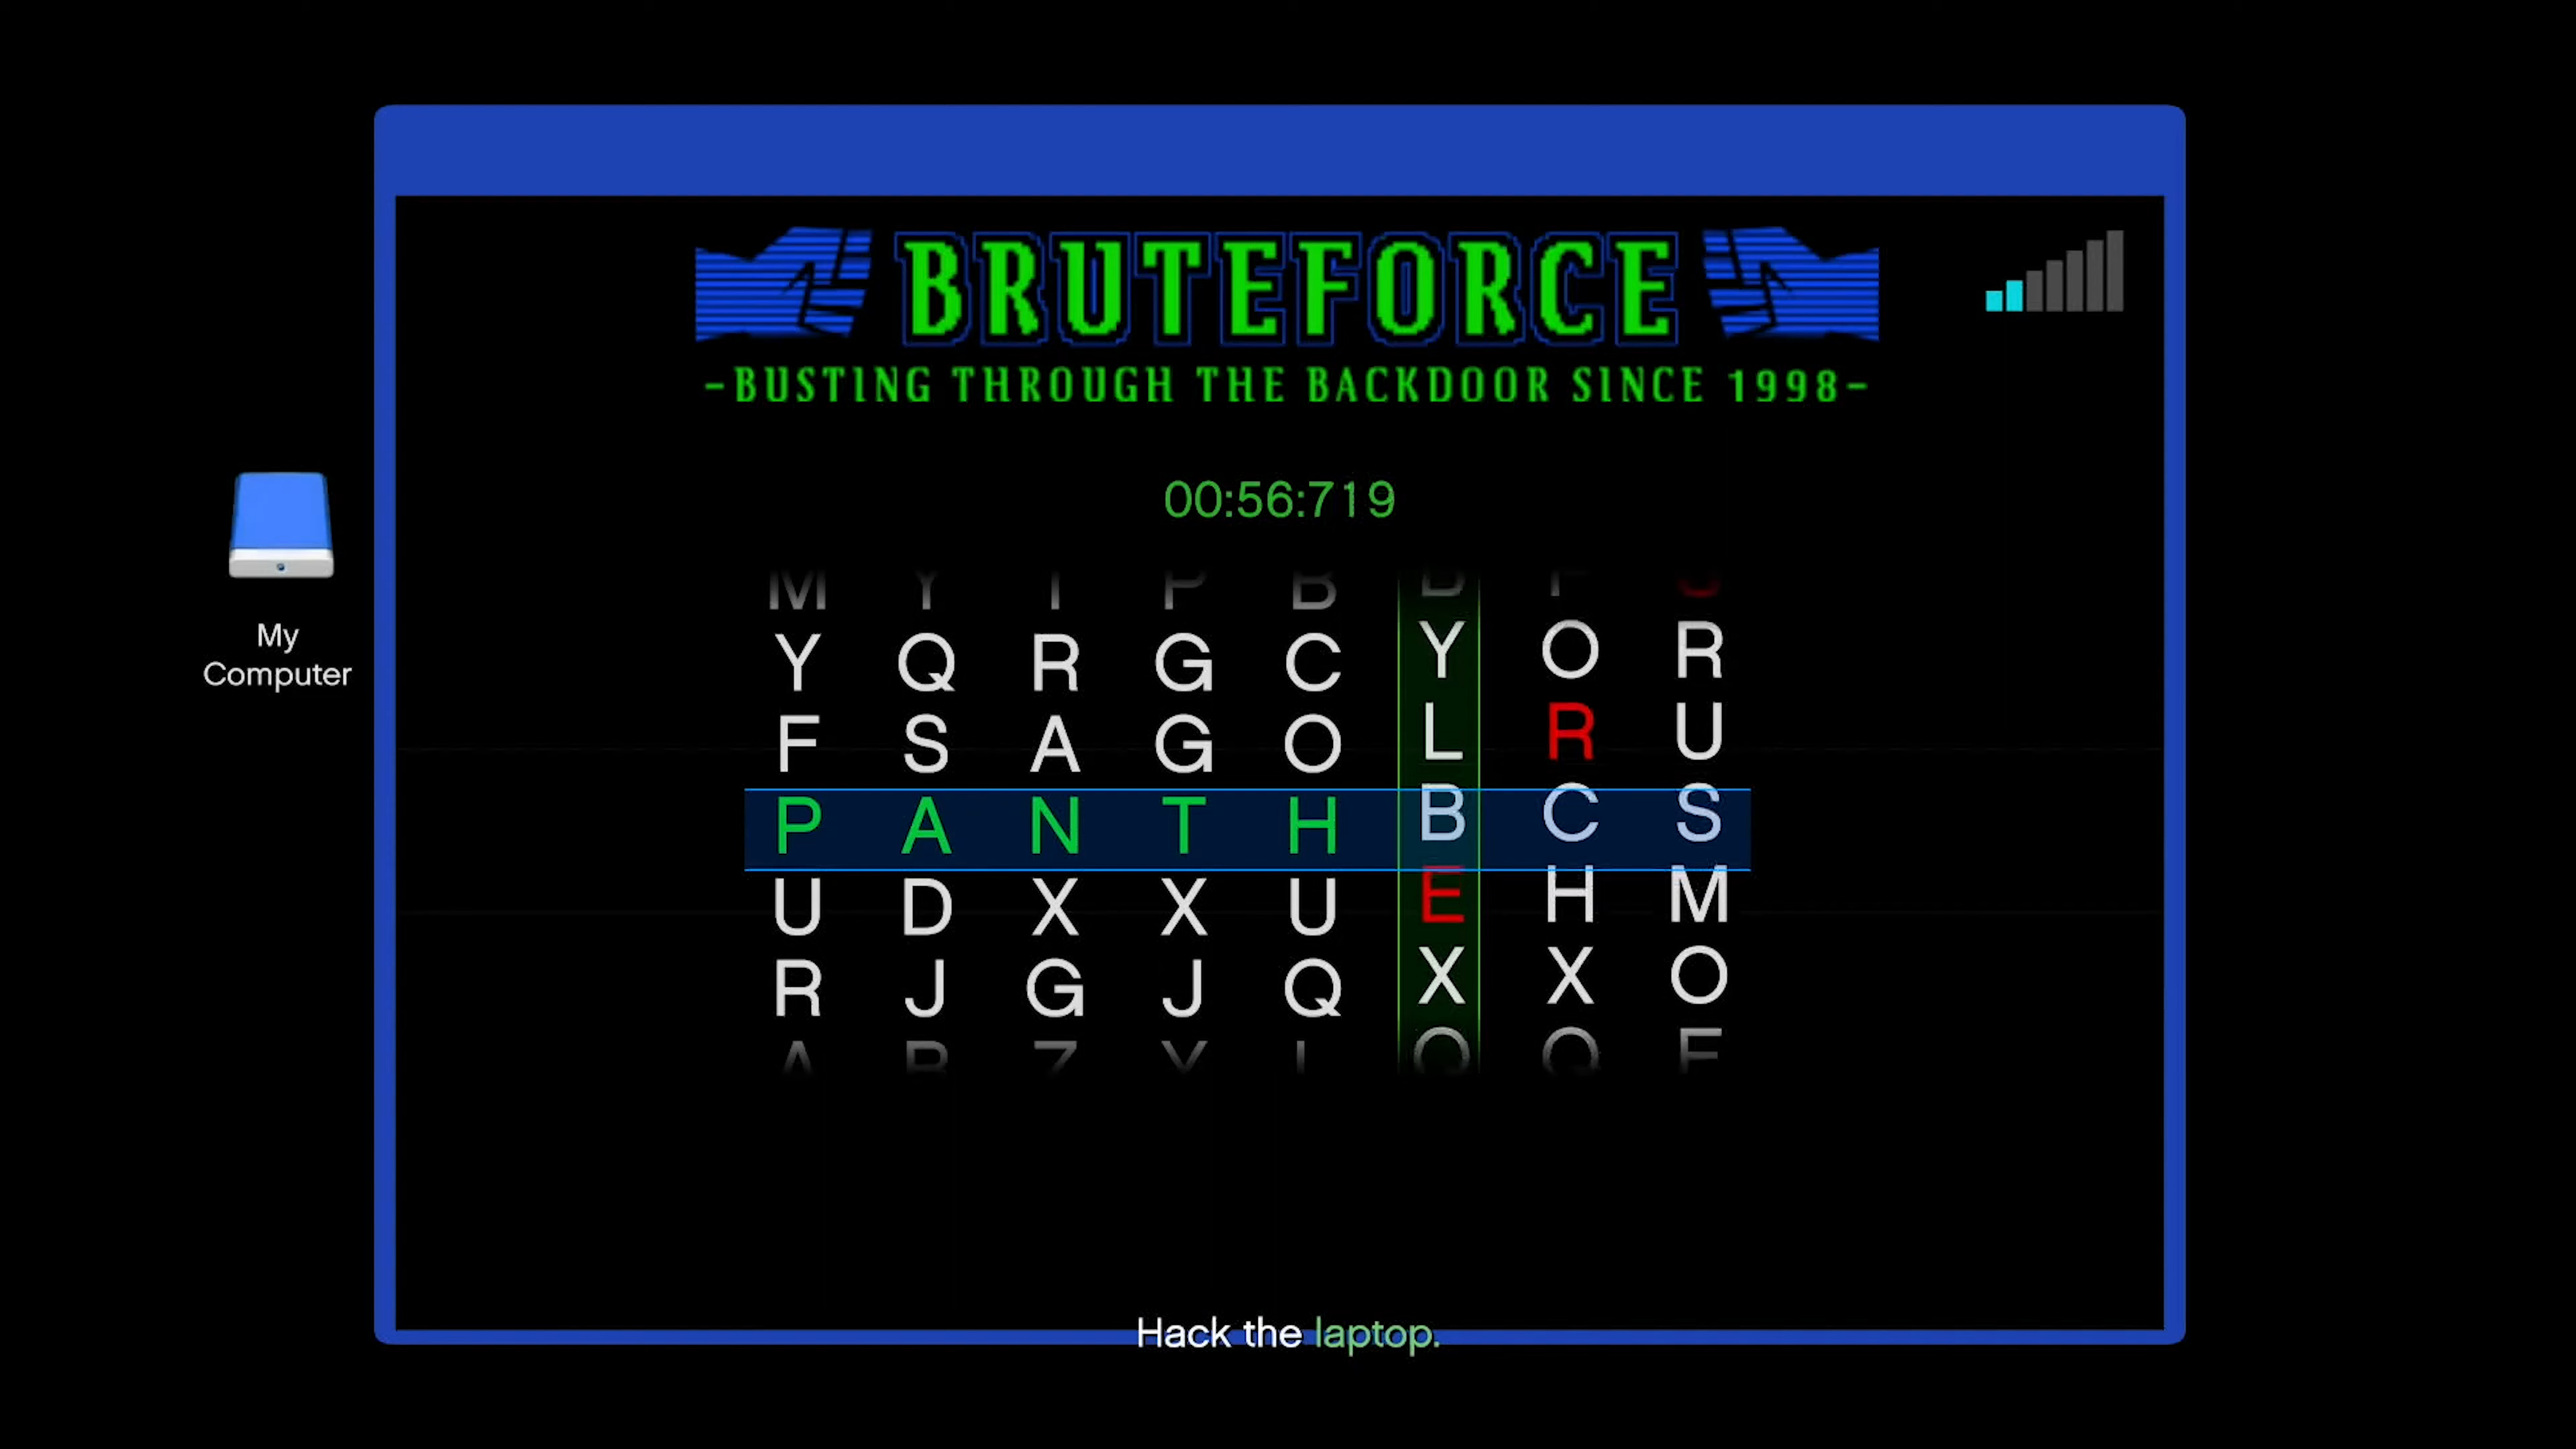 BRUTEFORCE
-BUSTING THROUGH THE BACKDOOR SINCE 1998-
00:56:719
My
Computer
M Y P B
Y Q R G C Y O R
F S A G O L R U
P A N T H B C S
U D X X U E H M
R J G J Q X X O
Hack the laptop.